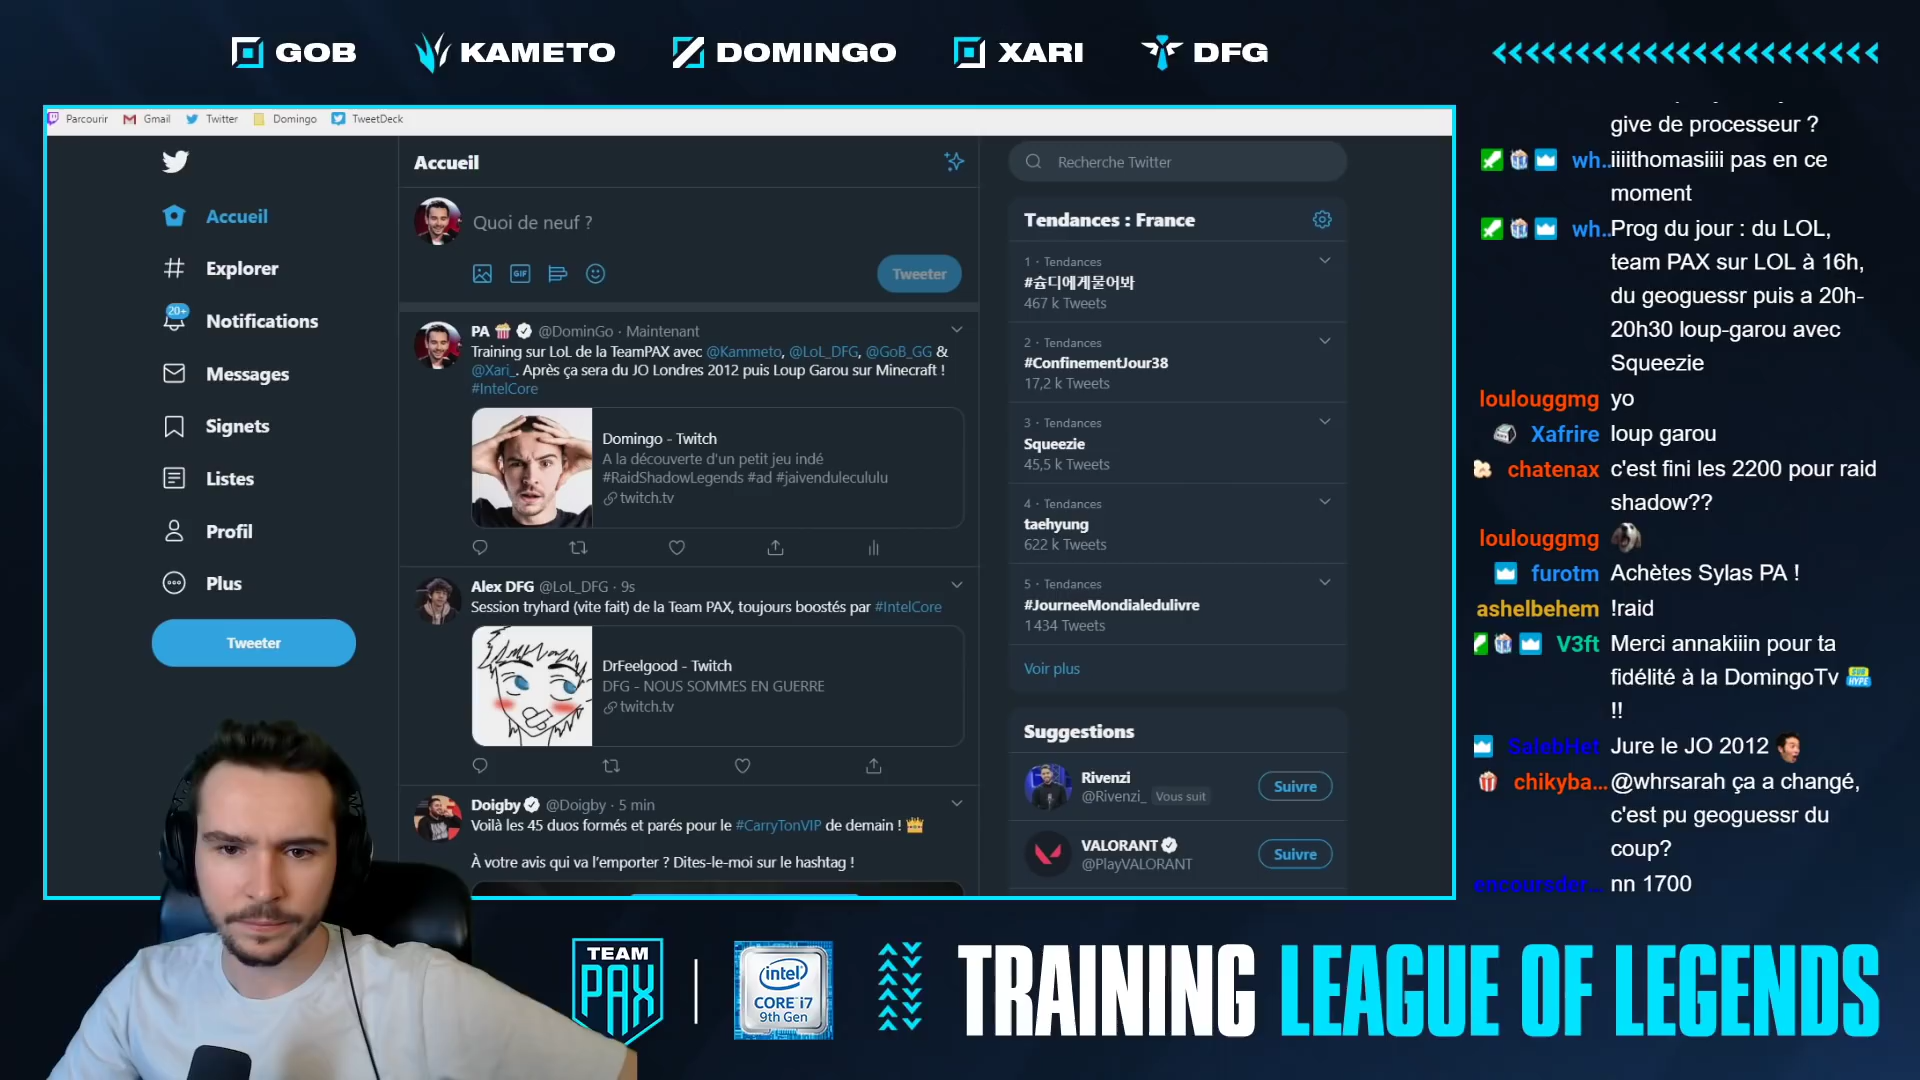 GOB
KAMETO
DOMINGO
XARI
DFG
Parcourir
Gmail
Twitter
Domingo
TweetDeck
Accueil
Explorer
20+
Notifications
Messages
Signets
Listes
Profil
Plus
Tweeter
Accueil
Quoi de neuf ?
GIF
Tweeter
PA @DominGo · Maintenant
Training sur LoL de la TeamPAX avec @Kammeto, @LoL_DFG, @GoB_GG &
@Xari_. Après ça sera du JO Londres 2012 puis Loup Garou sur Minecraft !
#IntelCore
Domingo - Twitch
A la découverte d'un petit jeu indé
#RaidShadowLegends #ad #jaivendulecululu
twitch.tv
Alex DFG @LoL_DFG · 9s
Session tryhard (vite fait) de la Team PAX, toujours boostés par #IntelCore
DrFeelgood - Twitch
DFG - NOUS SOMMES EN GUERRE
twitch.tv
Doigby @Doigby · 5 min
Voilà les 45 duos formés et parés pour le #CarryTonVIP de demain !
À votre avis qui va l'emporter ? Dites-le-moi sur le hashtag !
Recherche Twitter
Tendances : France
1 · Tendances
#슙디에게물어봐
467 k Tweets
2 · Tendances
#ConfinementJour38
17,2 k Tweets
3 · Tendances
Squeezie
45,5 k Tweets
4 · Tendances
taehyung
622 k Tweets
5 · Tendances
#JourneeMondialedulivre
1 434 Tweets
Voir plus
Suggestions
Rivenzi
@Rivenzi_ Vous suit
Suivre
VALORANT
@PlayVALORANT
Suivre
give de processeur ?
wh.. iiiithomasiiii pas en ce
moment
wh.. Prog du jour : du LOL,
team PAX sur LOL à 16h,
du geoguessr puis a 20h-
20h30 loup-garou avec
Squeezie
loulouggmg yo
Xafrire loup garou
chatenax c'est fini les 2200 pour raid
shadow??
loulouggmg
furotm Achètes Sylas PA !
ashelbehem !raid
V3ft Merci annakiiin pour ta
fidélité à la DomingoTv SUB HYPE
!!
SalebHet Jure le JO 2012
chikyba... @whrsarah ça a changé,
c'est pu geoguessr du
coup?
encoursder... nn 1700
TEAM
PAX
intel
CORE i7
9th Gen
TRAINING LEAGUE OF LEGENDS